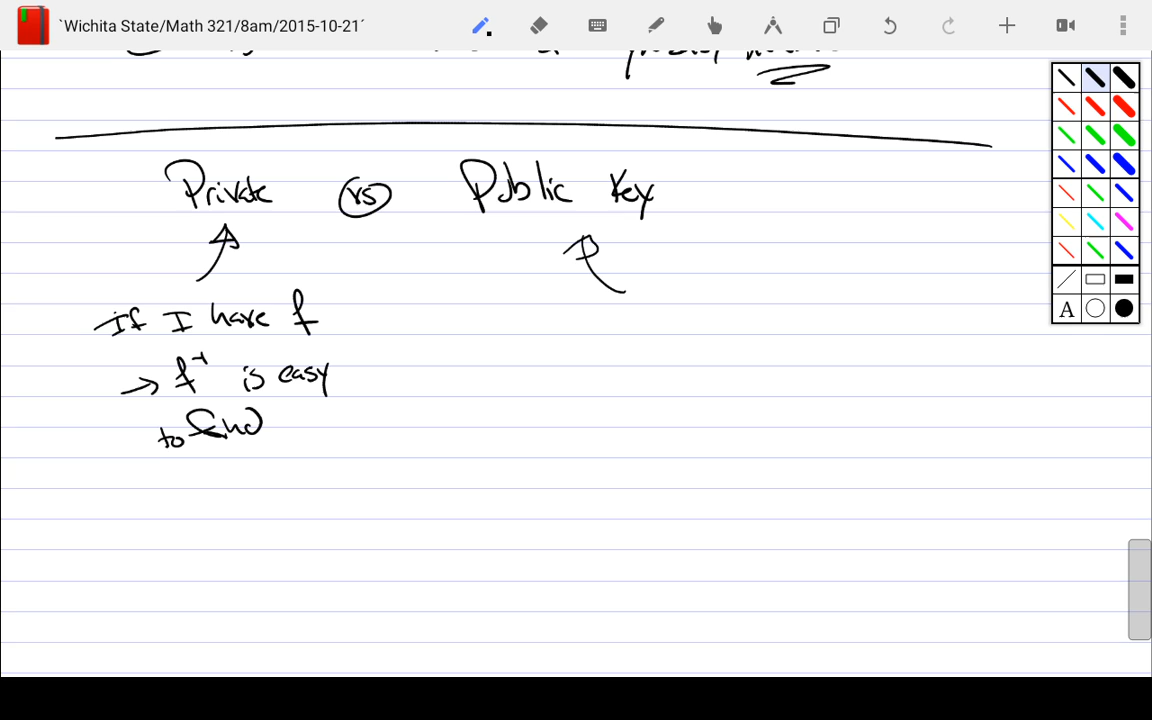 `Wichita State/Math 321/8am/2015-10-21´
Private vs Public Key
If I have f
→ f⁻¹ is easy
to find
A